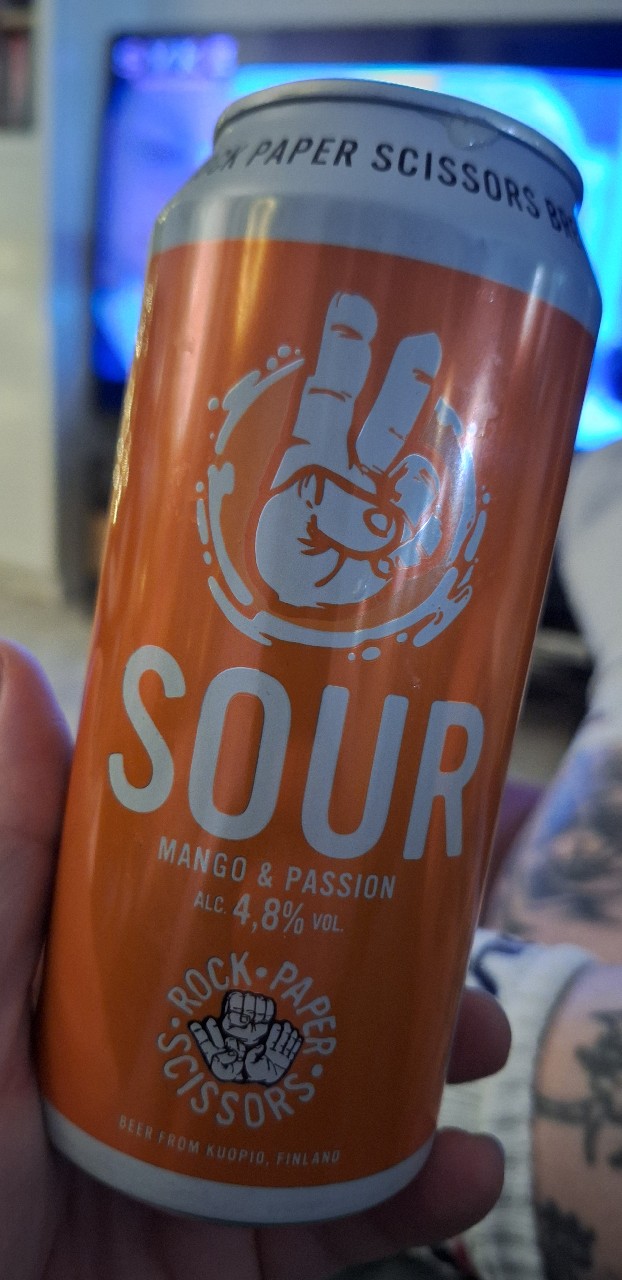 PAPER SCISSORS
SOUR
MANGO & PASSION
ALC. 4,8% VOL.
ROCK • PAPER • SCISSORS •
BEER FROM KUOPIO, FINLAND